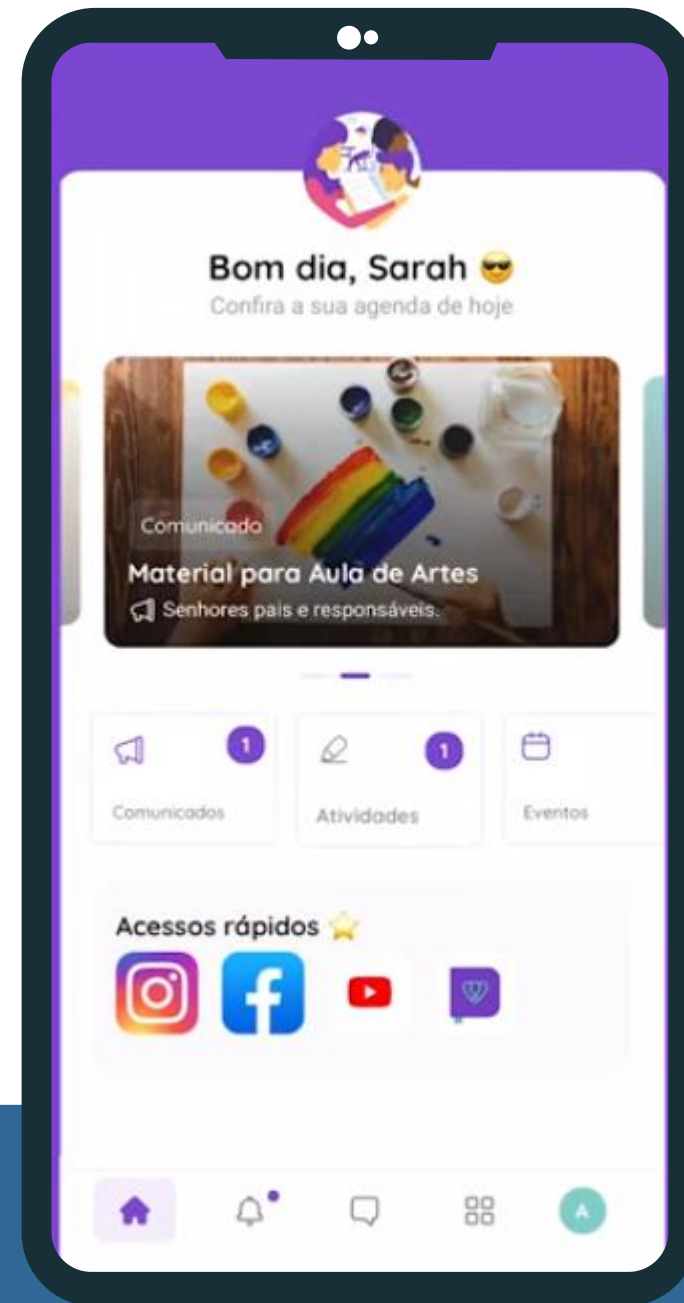 Bom dia, Sarah 😎
Confira a sua agenda de hoje
Comunicado
Material para Aula de Artes
Senhores pais e responsáveis.
1
1
Comunicados
Atividades
Eventos
Acessos rápidos ⭐
A